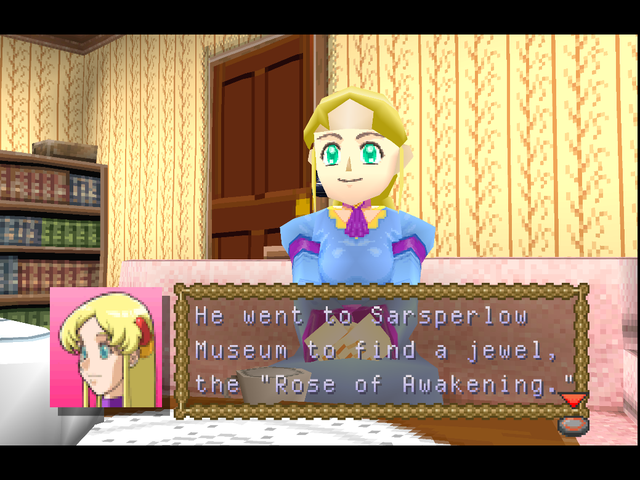 He went to Sarsperlow
Museum to find a jewel,
the "Rose of Awakening."